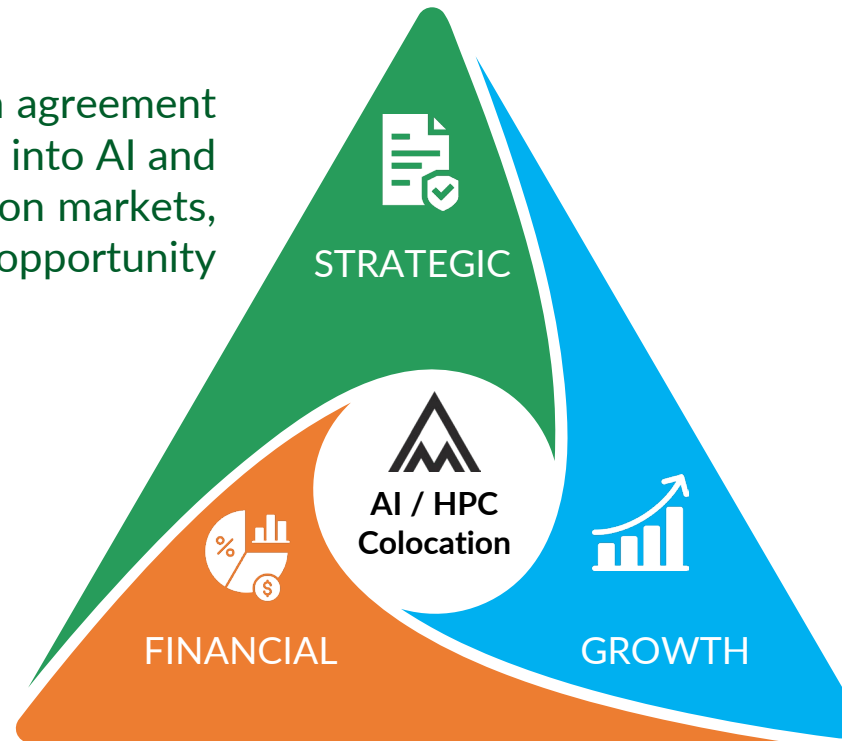 agreement
into AI and
on markets,
opportunity
STRATEGIC
AI / HPC
Colocation
FINANCIAL
%
$
GROWTH